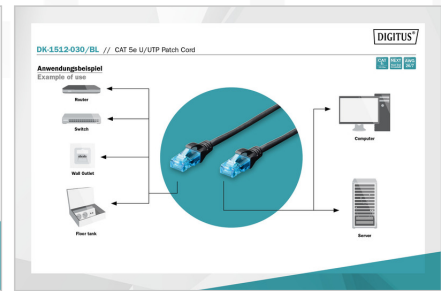 DIGITUS®
DK-1512-030/BL // CAT 5e U/UTP Patch Cord
Anwendungsbeispiel
Example of use
Router
Switch
Wall Outlet
Floor tank
Computer
Server